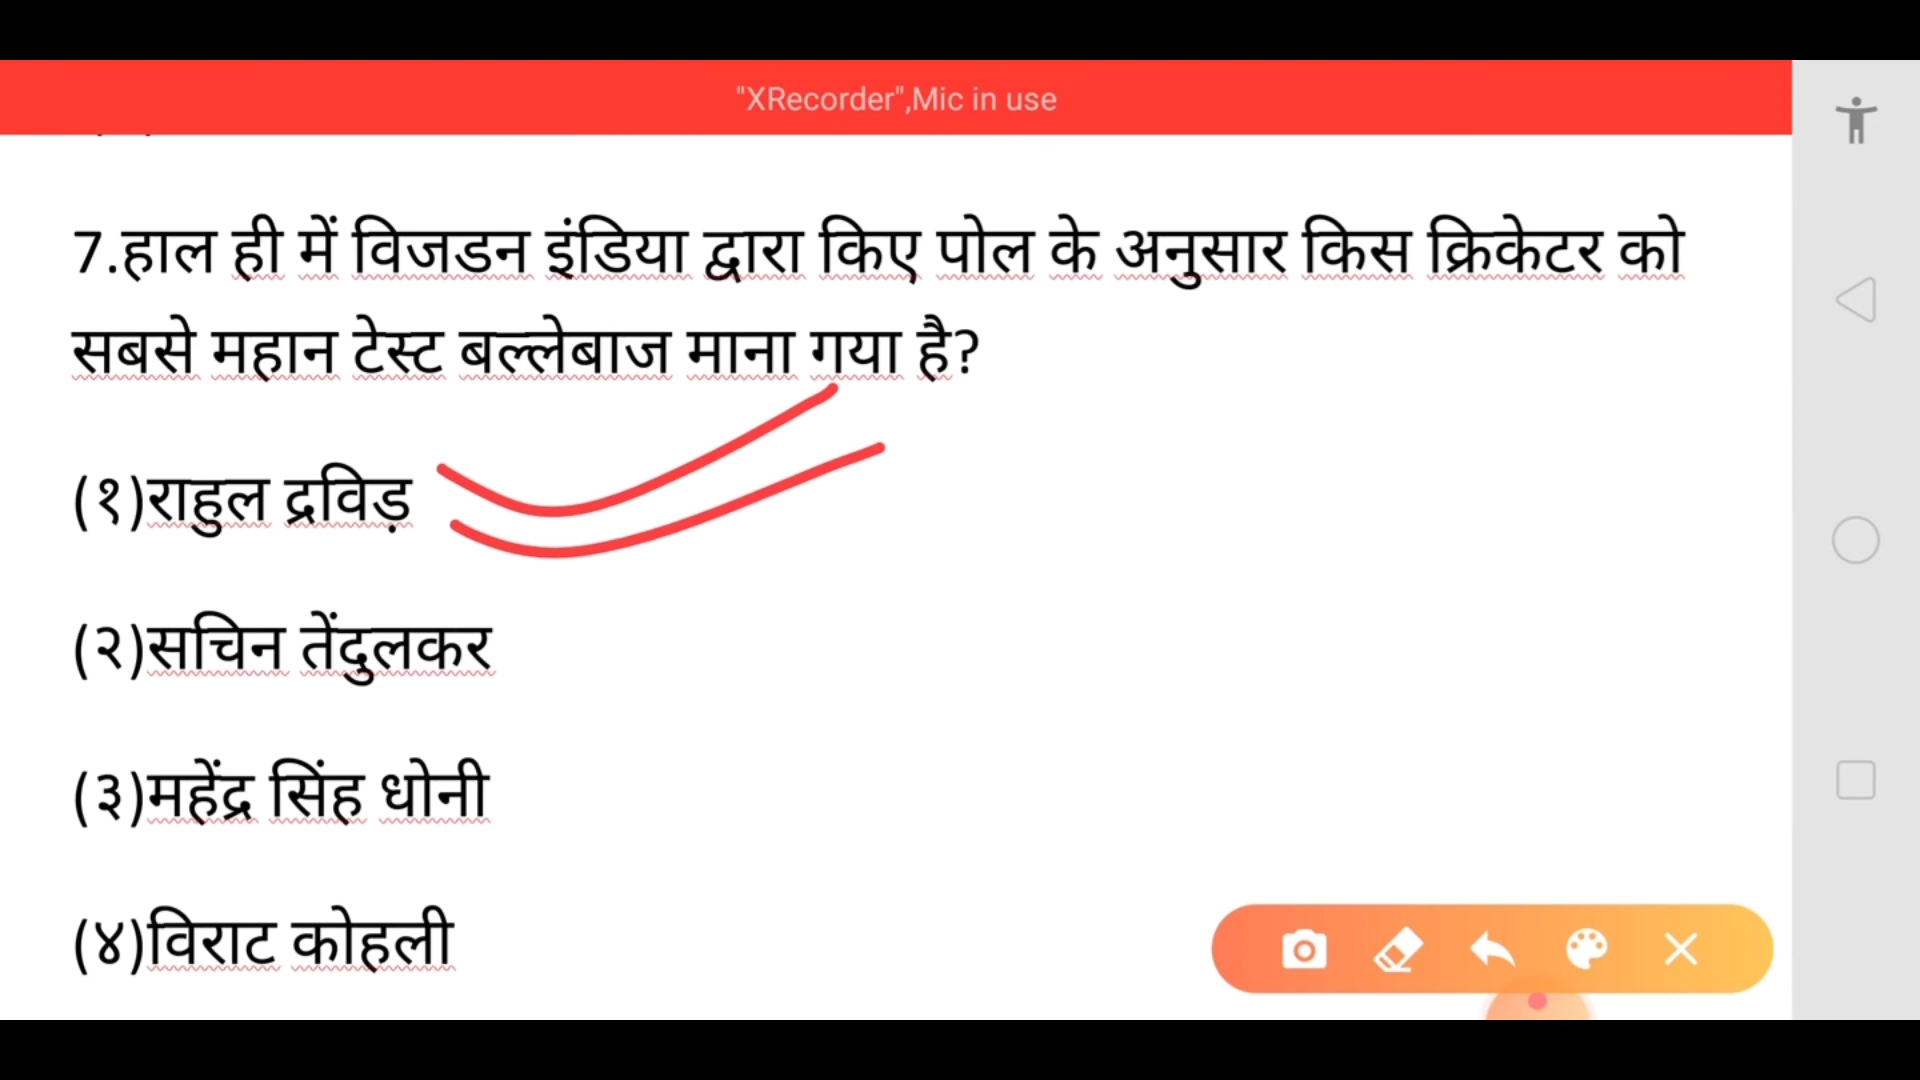 "XRecorder",Mic in use
7.हाल ही में विजडन इंडिया द्वारा किए पोल के अनुसार किस क्रिकेटर को
सबसे महान टेस्ट बल्लेबाज माना गया है?
(१)राहुल द्रविड़
(२)सचिन तेंदुलकर
(३)महेंद्र सिंह धोनी
(४)विराट कोहली